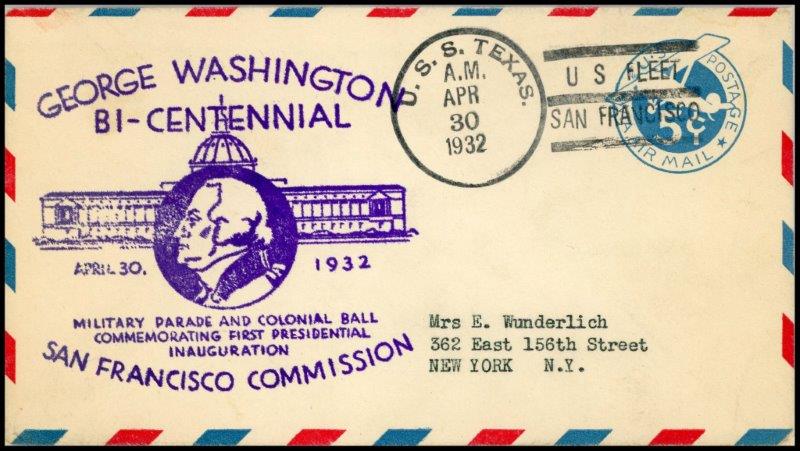 GEORGE WASHINGTON
BI-CENTENNIAL
APRIL 30. 1932
MILITARY PARADE AND COLONIAL BALL
COMMEMORATING FIRST PRESIDENTIAL
INAUGURATION
SAN FRANCISCO COMMISSION
U. S. S. TEXAS.
A.M.
APR
30
1932
U S FLEET
SAN FRANCISCO
POSTAGE
5¢
AIR MAIL
Mrs E. Wunderlich
362 East 156th Street
NEW YORK N.Y.